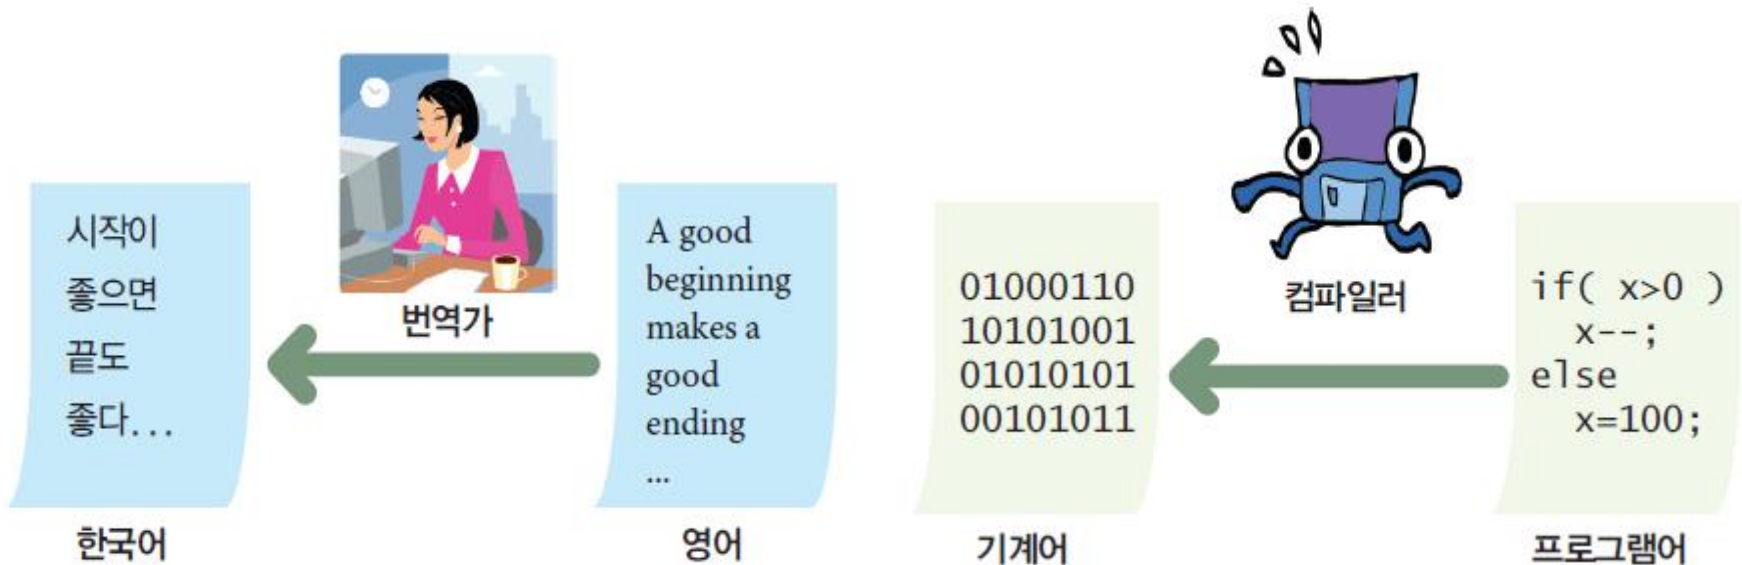 시작이
좋으면
끝도
좋다...
한국어
번역가
A good
beginning
makes a
good
ending
...
영어
01000110
10101001
01010101
00101011
기계어
컴파일러
if( x>0 )
x--;
else
x=100;
프로그램어